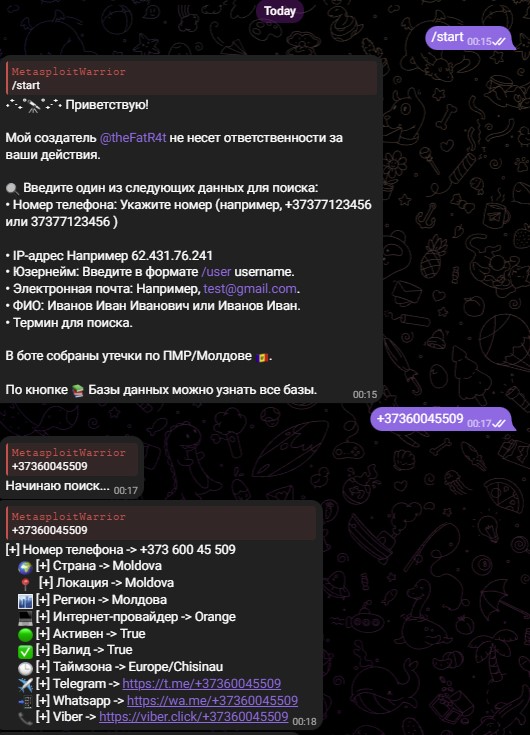 Today
/start 00:15
MetasploitWarrior
/start
Приветствую!
Мой создатель @theFatR4t не несет ответственности за
ваши действия.
Введите один из следующих данных для поиска:
• Номер телефона: Укажите номер (например, +37377123456
или 37377123456 )
• IP-адрес Например 62.431.76.241
• Юзернейм: Введите в формате /user username.
• Электронная почта: Например, test@gmail.com.
• ФИО: Иванов Иван Иванович или Иванов Иван.
• Термин для поиска.
В боте собраны утечки по ПМР/Молдове 🇲🇩.
По кнопке 📚 Базы данных можно узнать все базы.
00:15
+37360045509 00:17
MetasploitWarrior
+37360045509
Начинаю поиск... 00:17
MetasploitWarrior
+37360045509
[+] Номер телефона -> +373 600 45 509
[+] Страна -> Moldova
[+] Локация -> Moldova
[+] Регион -> Молдова
[+] Интернет-провайдер -> Orange
[+] Активен -> True
[+] Валид -> True
[+] Таймзона -> Europe/Chisinau
[+] Telegram -> https://t.me/+37360045509
[+] Whatsapp -> https://wa.me/+37360045509
[+] Viber -> https://viber.click/+37360045509 00:18